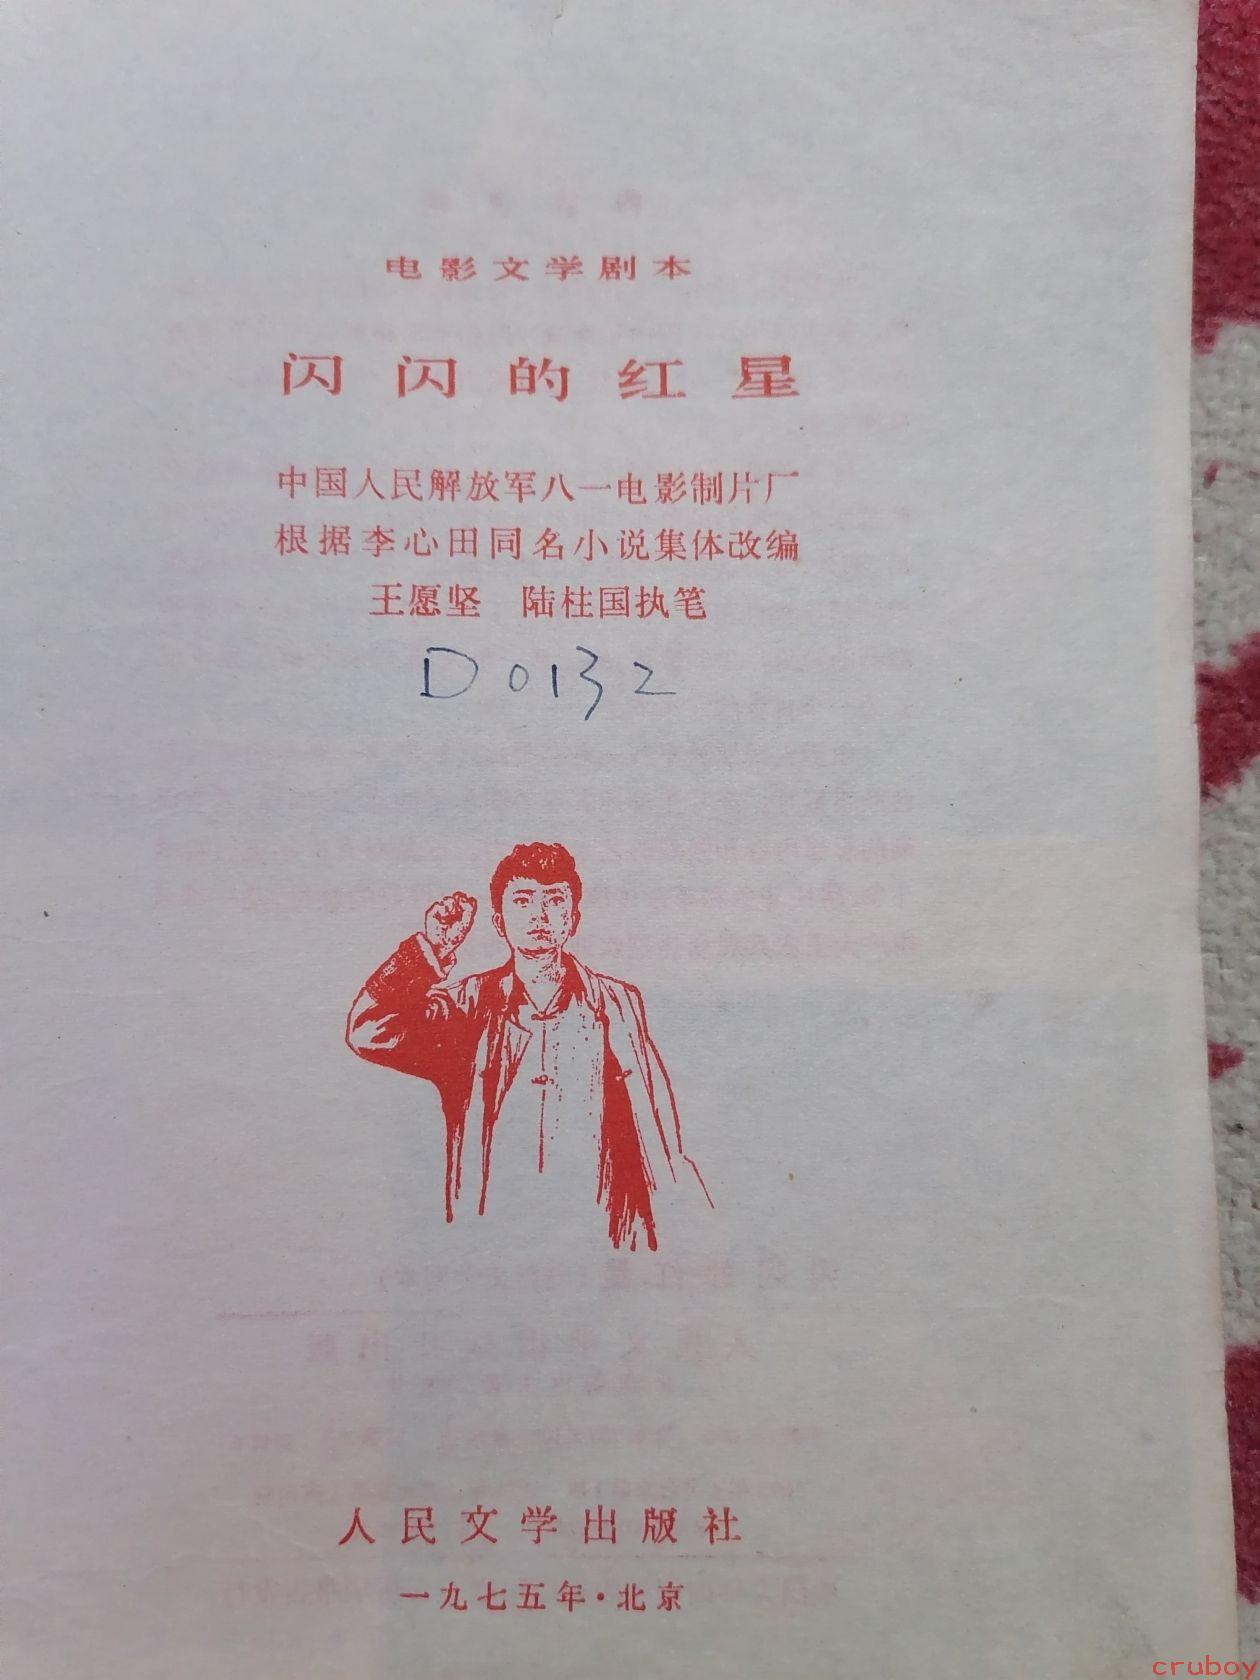 电影文学剧本
闪闪的红星
中国人民解放军八一电影制片厂
根据李心田同名小说集体改编
王愿坚 陆柱国执笔
D0132
人民文学出版社
一九七五年·北京
cruboy